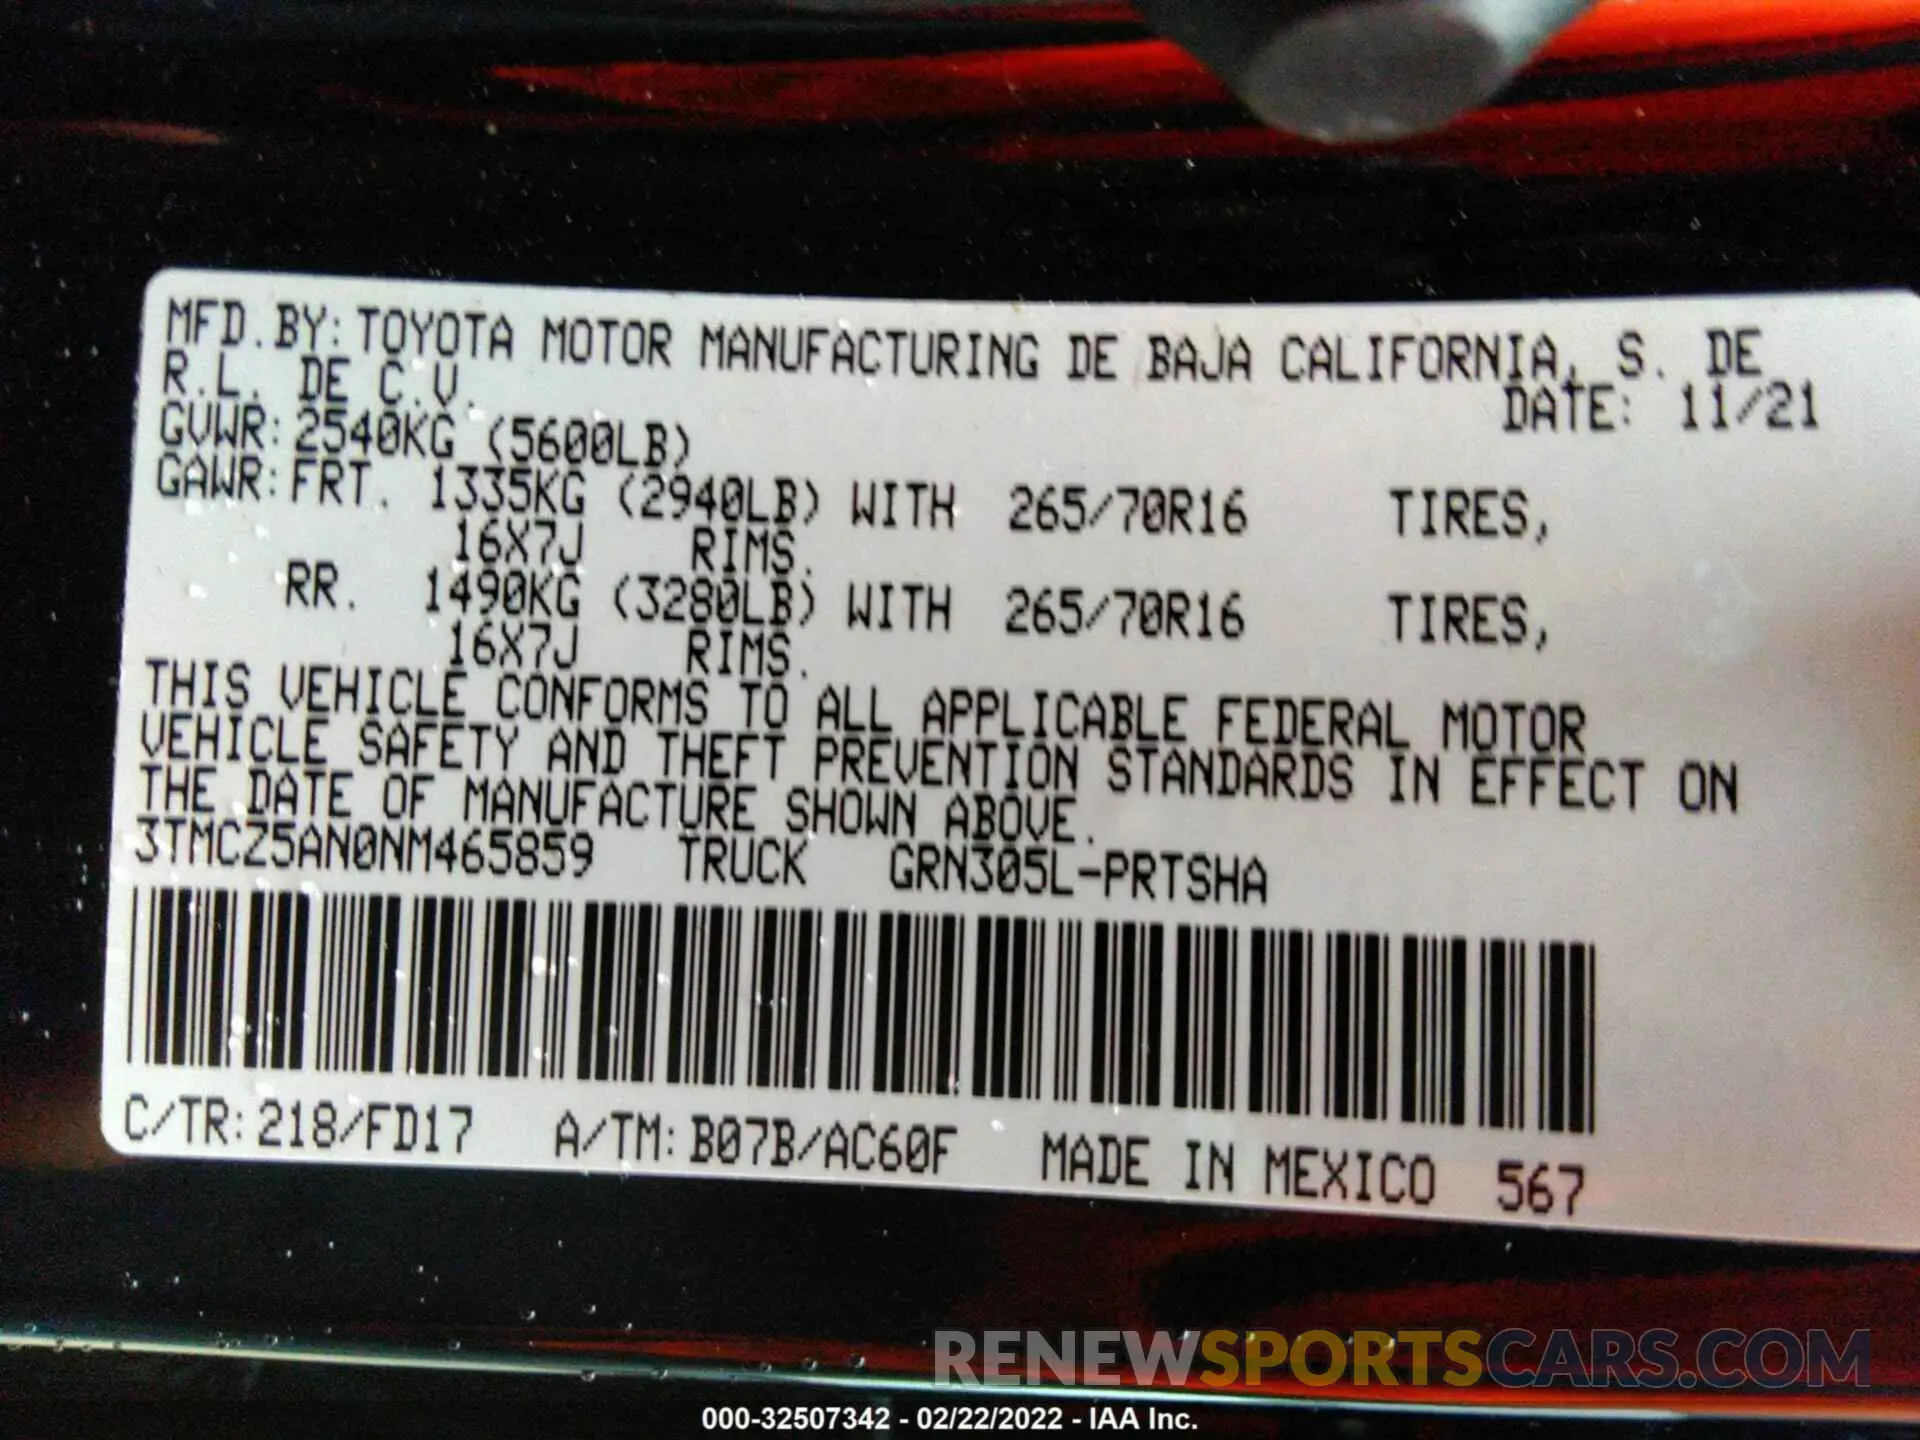 MFD.BY: TOYOTA MOTOR MANUFACTURING DE BAJA CALIFORNIA, S. DE
R.L. DE C.V.
DATE: 11/21
GVWR: 2540KG (5600LB)
GAWR: FRT. 1335KG (2940LB) WITH 265/70R16 TIRES,
16X7J RIMS.
RR. 1490KG (3280LB) WITH 265/70R16 TIRES,
16X7J RIMS.
THIS VEHICLE CONFORMS TO ALL APPLICABLE FEDERAL MOTOR
VEHICLE SAFETY AND THEFT PREVENTION STANDARDS IN EFFECT ON
THE DATE OF MANUFACTURE SHOWN ABOVE.
3TMCZ5AN0NM465859 TRUCK GRN305L-PRTSHA
C/TR: 218/FD17 A/TM: B07B/AC60F MADE IN MEXICO 567
RENEWSPORTSCARS.COM
000-32507342 - 02/22/2022 - IAA Inc.